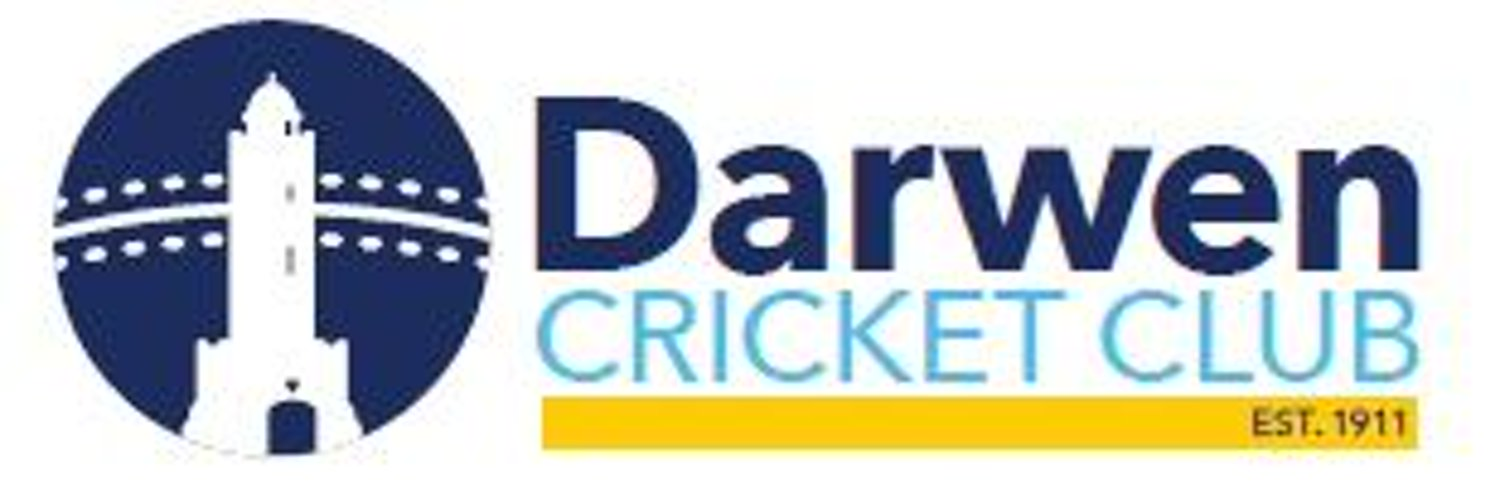 Darwen
CRICKET CLUB
EST. 1911